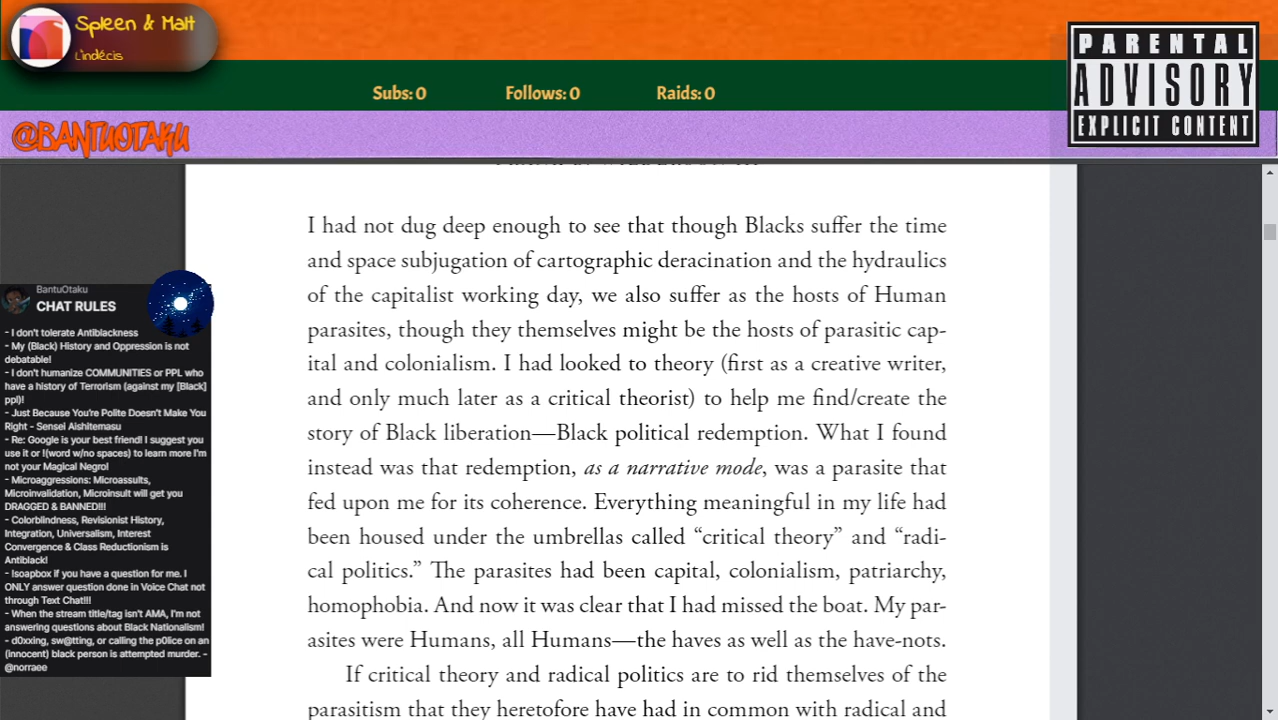 Spleen & Malt
L'indécis
PARENTAL
ADVISORY
EXPLICIT CONTENT
Subs: 0
Follows: 0
Raids: 0
@BANTUOTAKU
BantuOtaku
CHAT RULES
- I don't tolerate Antiblackness
- My (Black) History and Oppression is not
debatable!
- I don't humanize COMMUNITIES or PPL who
have a history of Terrorism (against my [Black]
ppl)!
- Just Because You're Polite Doesn't Make You
Right - Sensei Aishitemasu
- Re: Google is your best friend! I suggest you
use it or !(word w/no spaces) to learn more I'm
not your Magical Negro!
- Microaggressions: Microassults,
Microinvalidation, Microinsult will get you
DRAGGED & BANNED!!!
- Colorblindness, Revisionist History,
Integration, Universalism, Interest
Convergence & Class Reductionism is
Antiblack!
- !soapbox if you have a question for me. I
ONLY answer question done in Voice Chat not
through Text Chat!!!
- When the stream title/tag isn't AMA, I'm not
answering questions about Black Nationalism!
- d0xxing, sw@tting, or calling the p0lice on an
(innocent) black person is attempted murder. -
@norraee
I had not dug deep enough to see that though Blacks suffer the time
and space subjugation of cartographic deracination and the hydraulics
of the capitalist working day, we also suffer as the hosts of Human
parasites, though they themselves might be the hosts of parasitic cap-
ital and colonialism. I had looked to theory (first as a creative writer,
and only much later as a critical theorist) to help me find/create the
story of Black liberation—Black political redemption. What I found
instead was that redemption, as a narrative mode, was a parasite that
fed upon me for its coherence. Everything meaningful in my life had
been housed under the umbrellas called “critical theory” and “radi-
cal politics.” The parasites had been capital, colonialism, patriarchy,
homophobia. And now it was clear that I had missed the boat. My par-
asites were Humans, all Humans—the haves as well as the have-nots.
If critical theory and radical politics are to rid themselves of the
parasitism that they heretofore have had in common with radical and